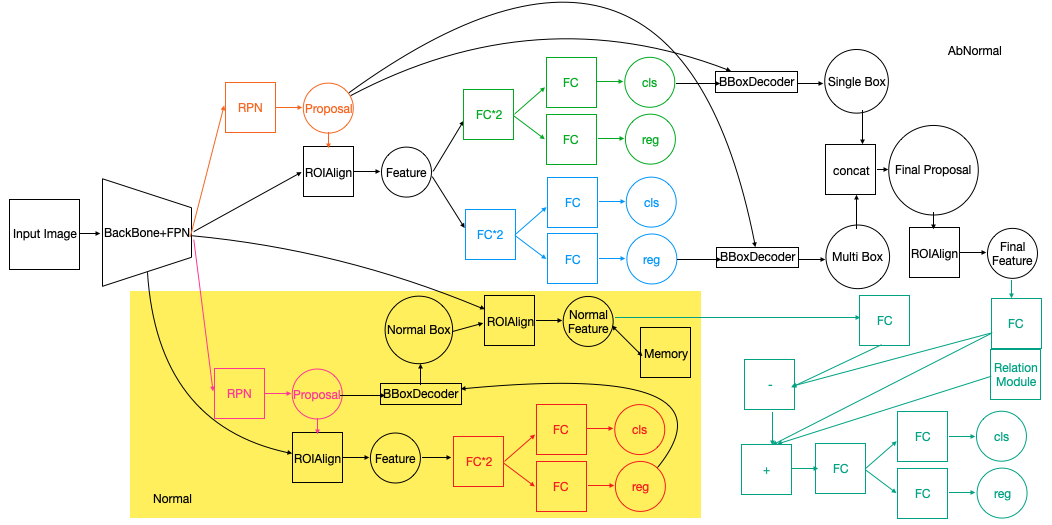 AbNormal
FC
cls
BBoxDecoder
Single Box
RPN
Proposal
FC*2
FC
reg
ROIAlign
Feature
concat
Final Proposal
FC
cls
Input Image
BackBone+FPN
FC*2
FC
reg
BBoxDecoder
Multi Box
ROIAlign
Final
Feature
Normal Box
ROIAlign
Normal
Feature
Memory
FC
FC
Relation
Module
RPN
Proposal
BBoxDecoder
-
ROIAlign
Feature
FC*2
FC
cls
FC
reg
+
FC
FC
cls
FC
reg
Normal